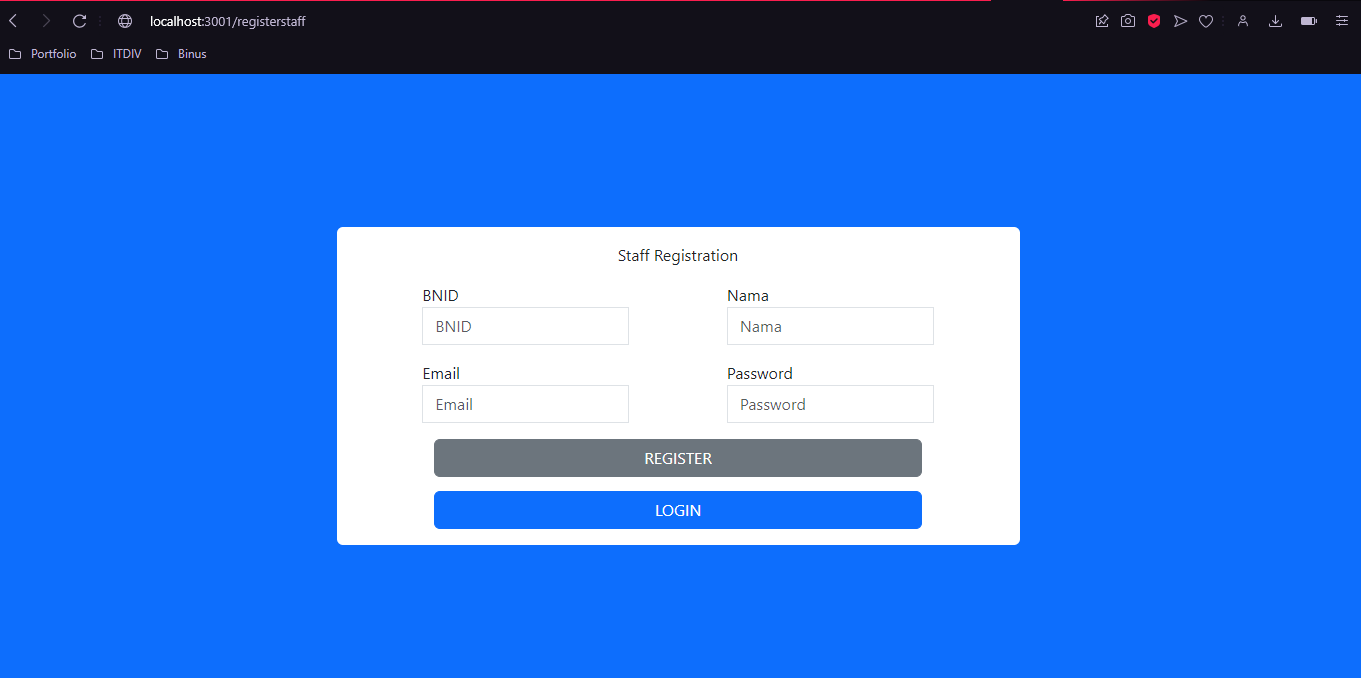 localhost:3001/registerstaff
Portfolio ITDIV Binus
Staff Registration
BNID Nama
BNID Nama
Email Password
Email Password
REGISTER
LOGIN